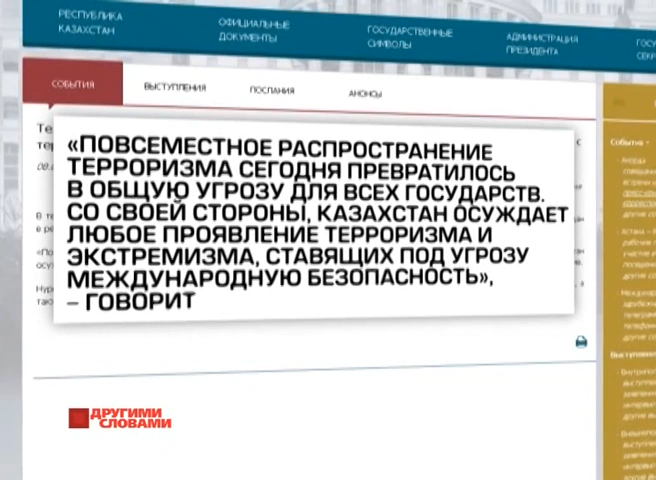 РЕСПУБЛИКА
КАЗАХСТАН
ОФИЦИАЛЬНЫЕ
ДОКУМЕНТЫ
ГОСУДАРСТВЕННЫЕ
СИМВОЛЫ
АДМИНИСТРАЦИЯ
ПРЕЗИДЕНТА
СОБЫТИЯ
ВЫСТУПЛЕНИЯ
ПОСЛАНИЯ
АНОНСЫ
«ПОВСЕМЕСТНОЕ РАСПРОСТРАНЕНИЕ
ТЕРРОРИЗМА СЕГОДНЯ ПРЕВРАТИЛОСЬ
В ОБЩУЮ УГРОЗУ ДЛЯ ВСЕХ ГОСУДАРСТВ.
СО СВОЕЙ СТОРОНЫ, КАЗАХСТАН ОСУЖДАЕТ
ЛЮБОЕ ПРОЯВЛЕНИЕ ТЕРРОРИЗМА И
ЭКСТРЕМИЗМА, СТАВЯЩИХ ПОД УГРОЗУ
МЕЖДУНАРОДНУЮ БЕЗОПАСНОСТЬ»,
– ГОВОРИТ
События
ДРУГИМИ
СЛОВАМИ